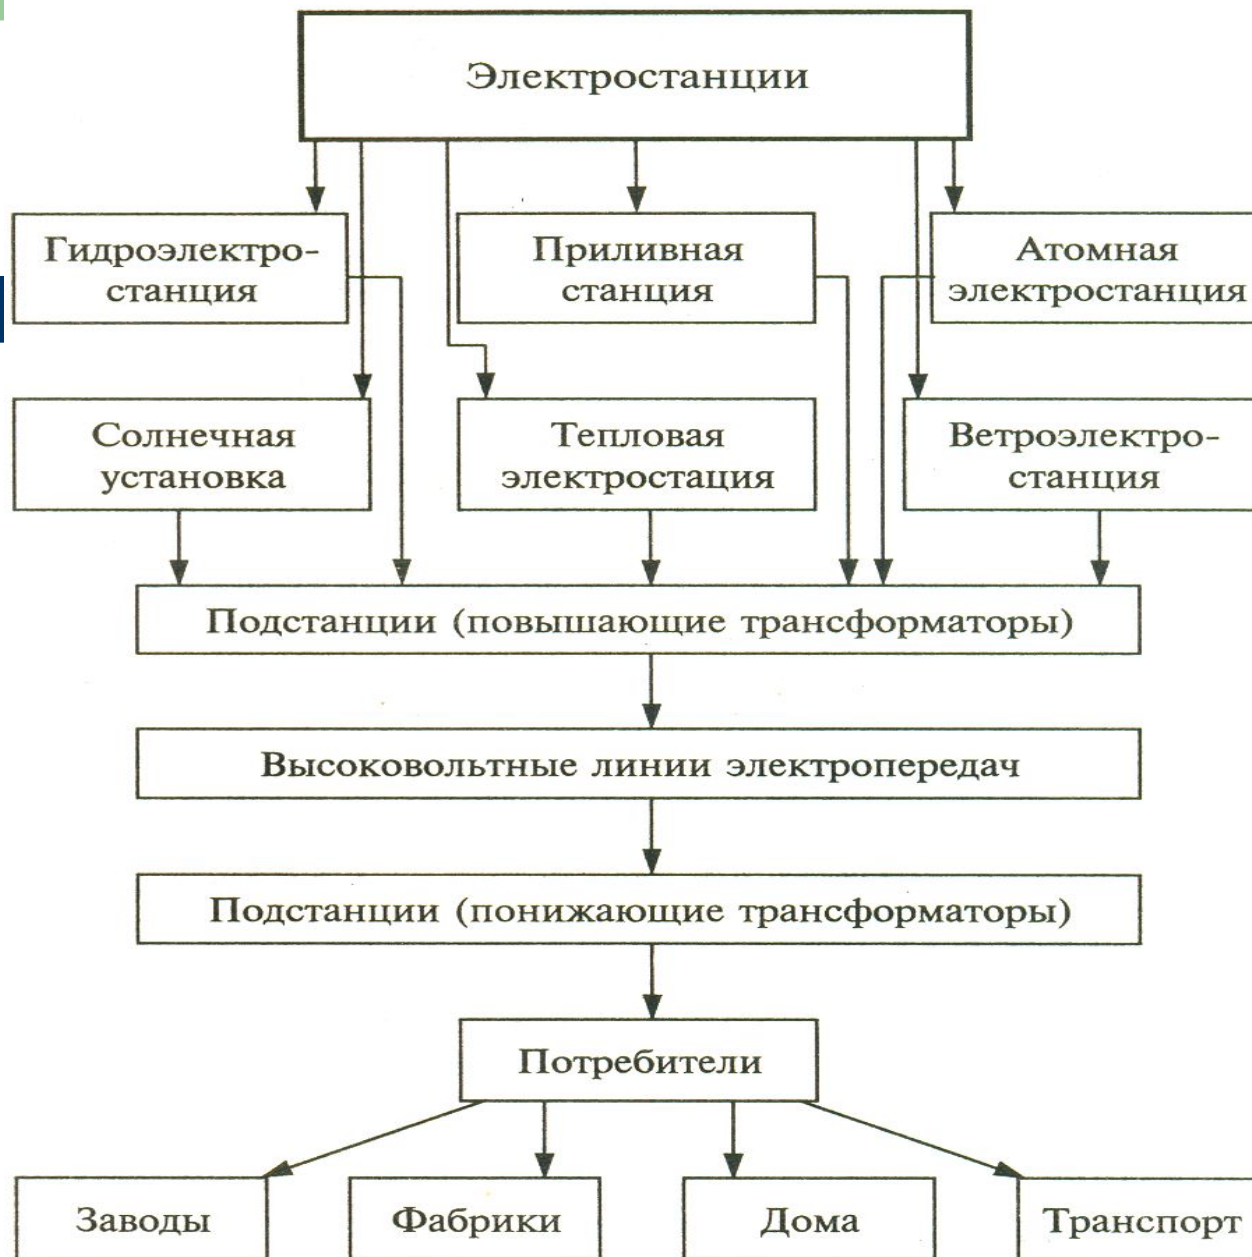 Электростанции
Гидроэлектро-
станция
Приливная
станция
Атомная
электростанция
Солнечная
установка
Тепловая
электростация
Ветроэлектро-
станция
Подстанции (повышающие трансформаторы)
Высоковольтные линии электропередач
Подстанции (понижающие трансформаторы)
Потребители
Заводы
Фабрики
Дома
Транспорт